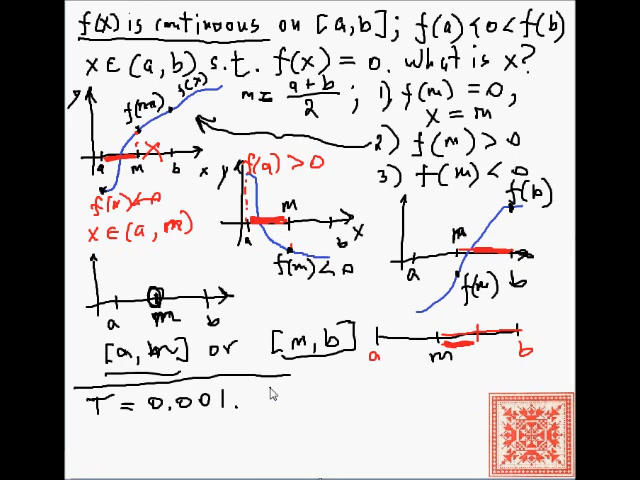 f(x) is continuous on [a,b]; f(a)<0<f(b)
x∈(a,b) s.t. f(x)=0. What is x?
m = (a+b)/2 ; 1) f(m)=0,
x=m
2) f(m)>0
3) f(m)<0
y f(m) f(x)
a m b x
x∈(a,m)
y f(a)>0
a m b x
f(m)<0
f(b)
a m b
f(m)
a m b
[a,m] or [m,b]
a m b
T=0.001.